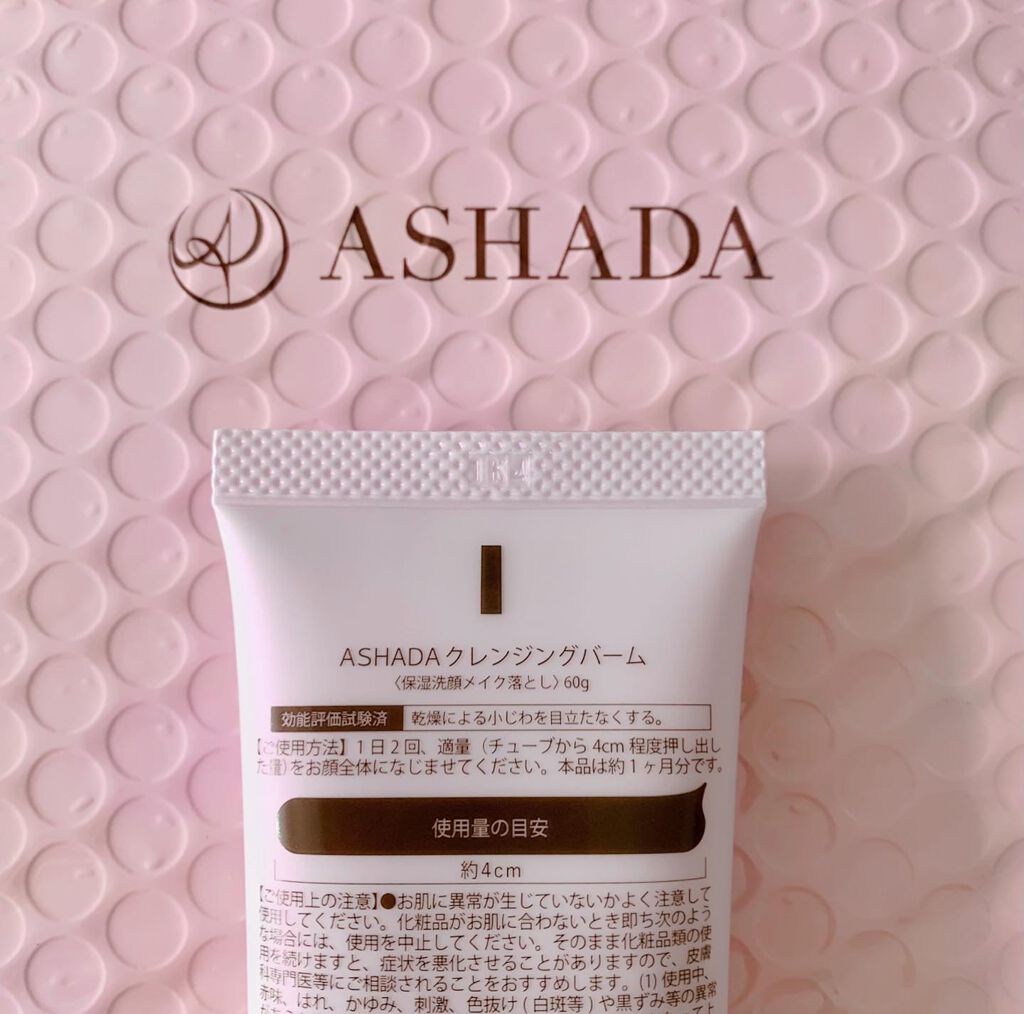 ASHADA
ASHADAクレンジングバーム
〈保湿洗顔メイク落とし〉60g
効能評価試験済 乾燥による小じわを目立たなくする。
【ご使用方法】1日2回、適量（チューブから4cm程度押し出し
た量）をお顔全体になじませてください。本品は約1ヶ月分です。
使用量の目安
約4cm
【ご使用上の注意】●お肌に異常が生じていないかよく注意して
使用してください。化粧品がお肌に合わないとき即ち次のよう
な場合には、使用を中止してください。そのまま化粧品類の使
用を続けますと、症状を悪化させることがありますので、皮膚
科専門医等にご相談されることをおすすめします。(1) 使用中、
赤味、はれ、かゆみ、刺激、色抜け(白斑等)や黒ずみ等の異常